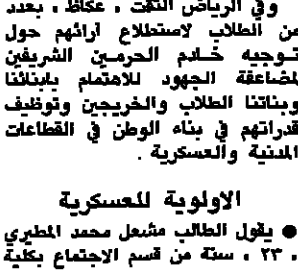 وفي الرياض التقت ، عكاظ ، بعدد
من الطلاب لاستطلاع ارائهم حول
توجيه خادم الحرمين الشريفين
لمضاعفة الجهود للاهتمام بابنائنا
وبناتنا الطلاب والخريجين وتوظيف
قدراتهم في بناء الوطن في القطاعات
المدنية والعسكرية .
الاولوية للعسكرية
● يقول الطالب مشعل محمد المطيري
، ٢٣ ، سنة من قسم الاجتماع بكلية